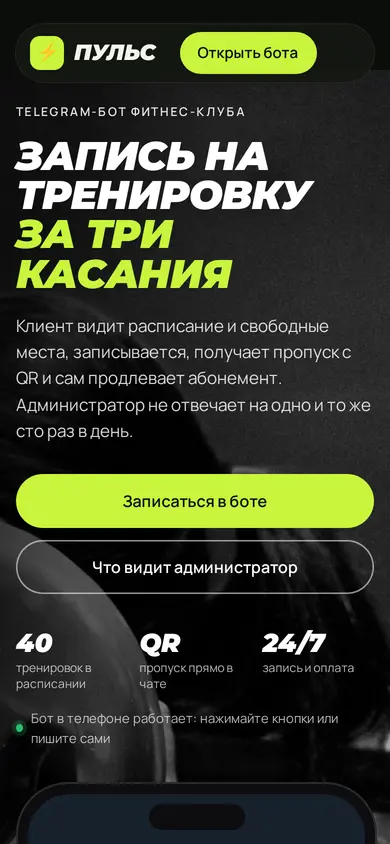 ПУЛЬС
Открыть бота
TELEGRAM-БОТ ФИТНЕС-КЛУБА
ЗАПИСЬ НА
ТРЕНИРОВКУ
ЗА ТРИ
КАСАНИЯ
Клиент видит расписание и свободные
места, записывается, получает пропуск с
QR и сам продлевает абонемент.
Администратор не отвечает на одно и то же
сто раз в день.
Записаться в боте
Что видит администратор
40
тренировок в
расписании
QR
пропуск прямо в
чате
24/7
запись и оплата
Бот в телефоне работает: нажимайте кнопки или
пишите сами